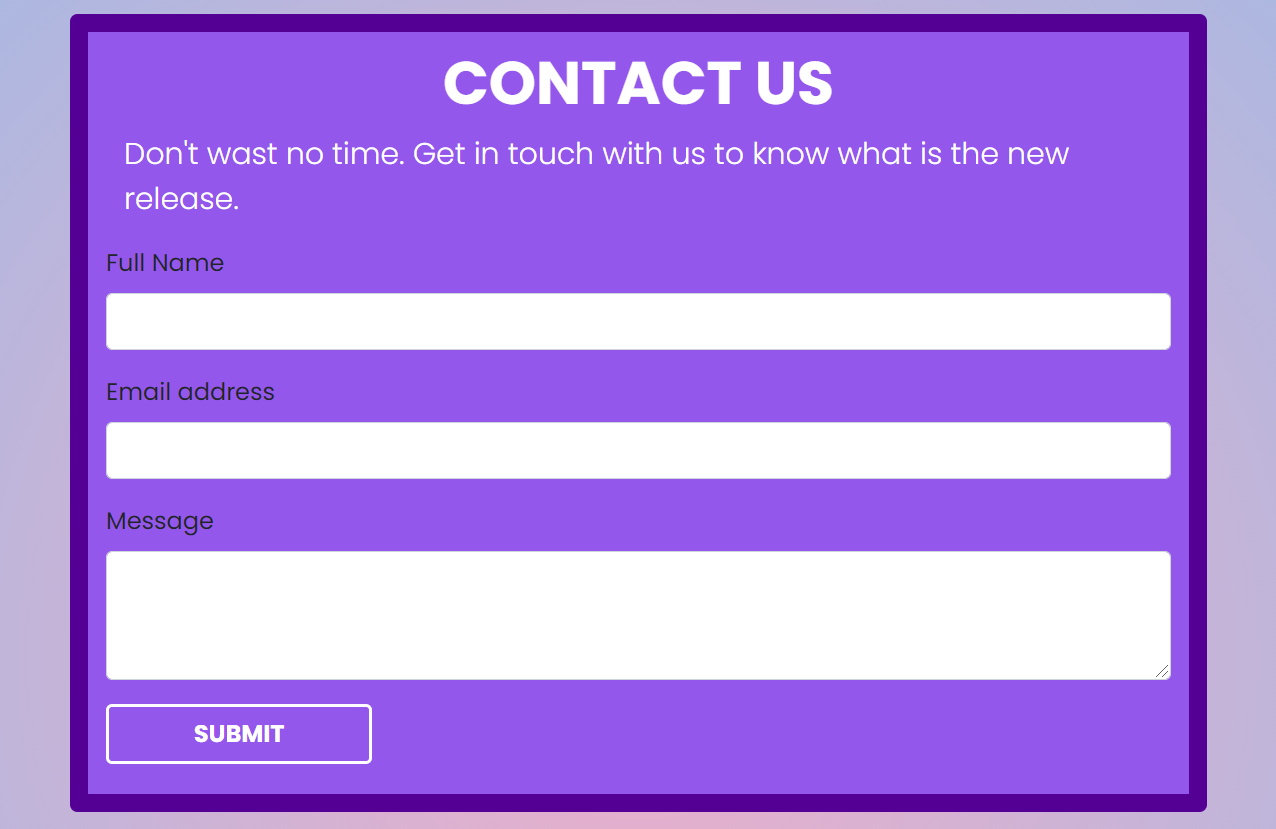 CONTACT US
Don't wast no time. Get in touch with us to know what is the new
release.
Full Name
Email address
Message
SUBMIT